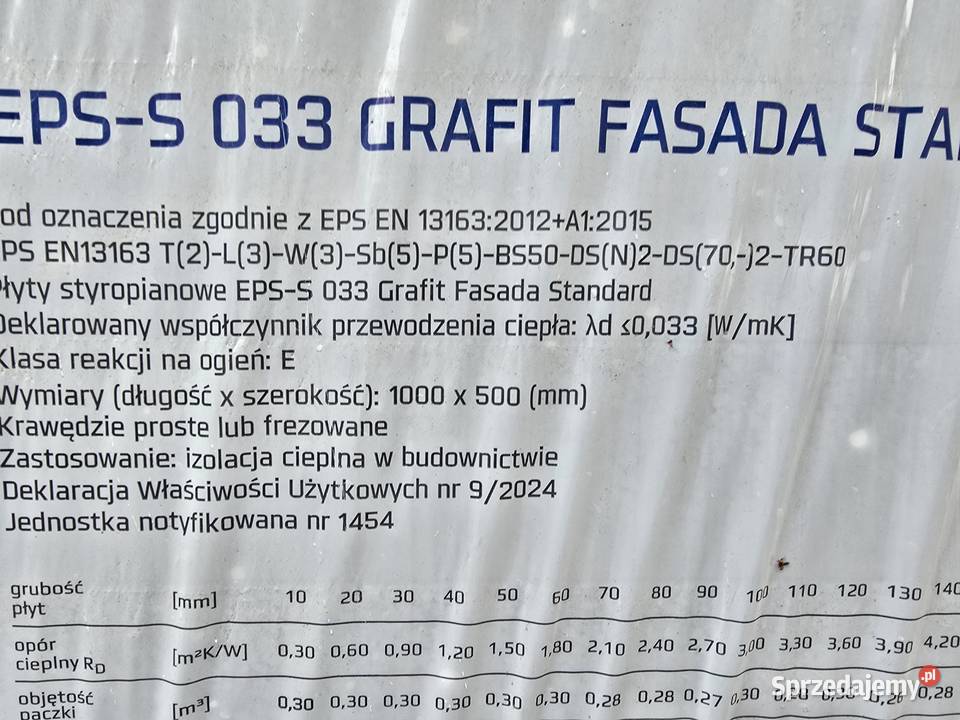 EPS-S 033 GRAFIT FASADA STA
od oznaczenia zgodnie z EPS EN 13163:2012+A1:2015
PS EN13163 T(2)-L(3)-W(3)-Sb(5)-P(5)-BS50-DS(N)2-DS(70,-)2-TR60
Płyty styropianowe EPS-S 033 Grafit Fasada Standard
Deklarowany współczynnik przewodzenia ciepła: λd ≤0,033 [W/mK]
Klasa reakcji na ogień: E
Wymiary (długość x szerokość): 1000 x 500 (mm)
Krawędzie proste lub frezowane
Zastosowanie: izolacja cieplna w budownictwie
Deklaracja Właściwości Użytkowych nr 9/2024
Jednostka notyfikowana nr 1454
grubość płyt [mm] 10 20 30 40 50 60 70 80 90 100 110 120 130 140
opór cieplny RD [m²K/W] 0,30 0,60 0,90 1,20 1,50 1,80 2,10 2,40 2,70 3,00 3,30 3,60 3,90 4,20
objętość paczki [m³] 0,30 0,30 0,30 0,30 0,30 0,30 0,28 0,28 0,27 0,30 0,28
Sprzedajemy.pl